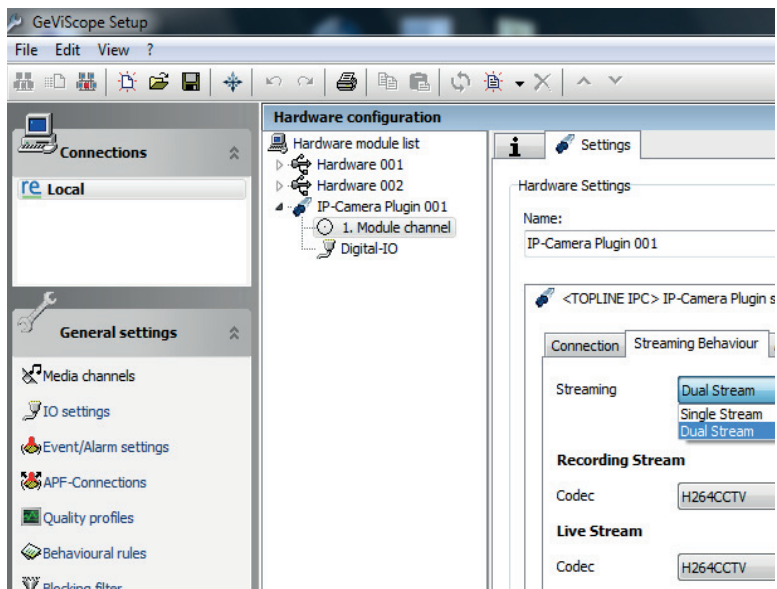 GeViScope Setup
File Edit View ?
Connections
re Local
General settings
Media channels
IO settings
Event/Alarm settings
APF-Connections
Quality profiles
Behavioural rules
Blocking filter
Hardware configuration
Hardware module list
Hardware 001
Hardware 002
IP-Camera Plugin 001
1. Module channel
Digital-IO
i Settings
Hardware Settings
Name:
IP-Camera Plugin 001
<TOPLINE IPC> IP-Camera Plugin s
Connection Streaming Behaviour
Streaming Dual Stream
Single Stream
Dual Stream
Recording Stream
Codec H264CCTV
Live Stream
Codec H264CCTV